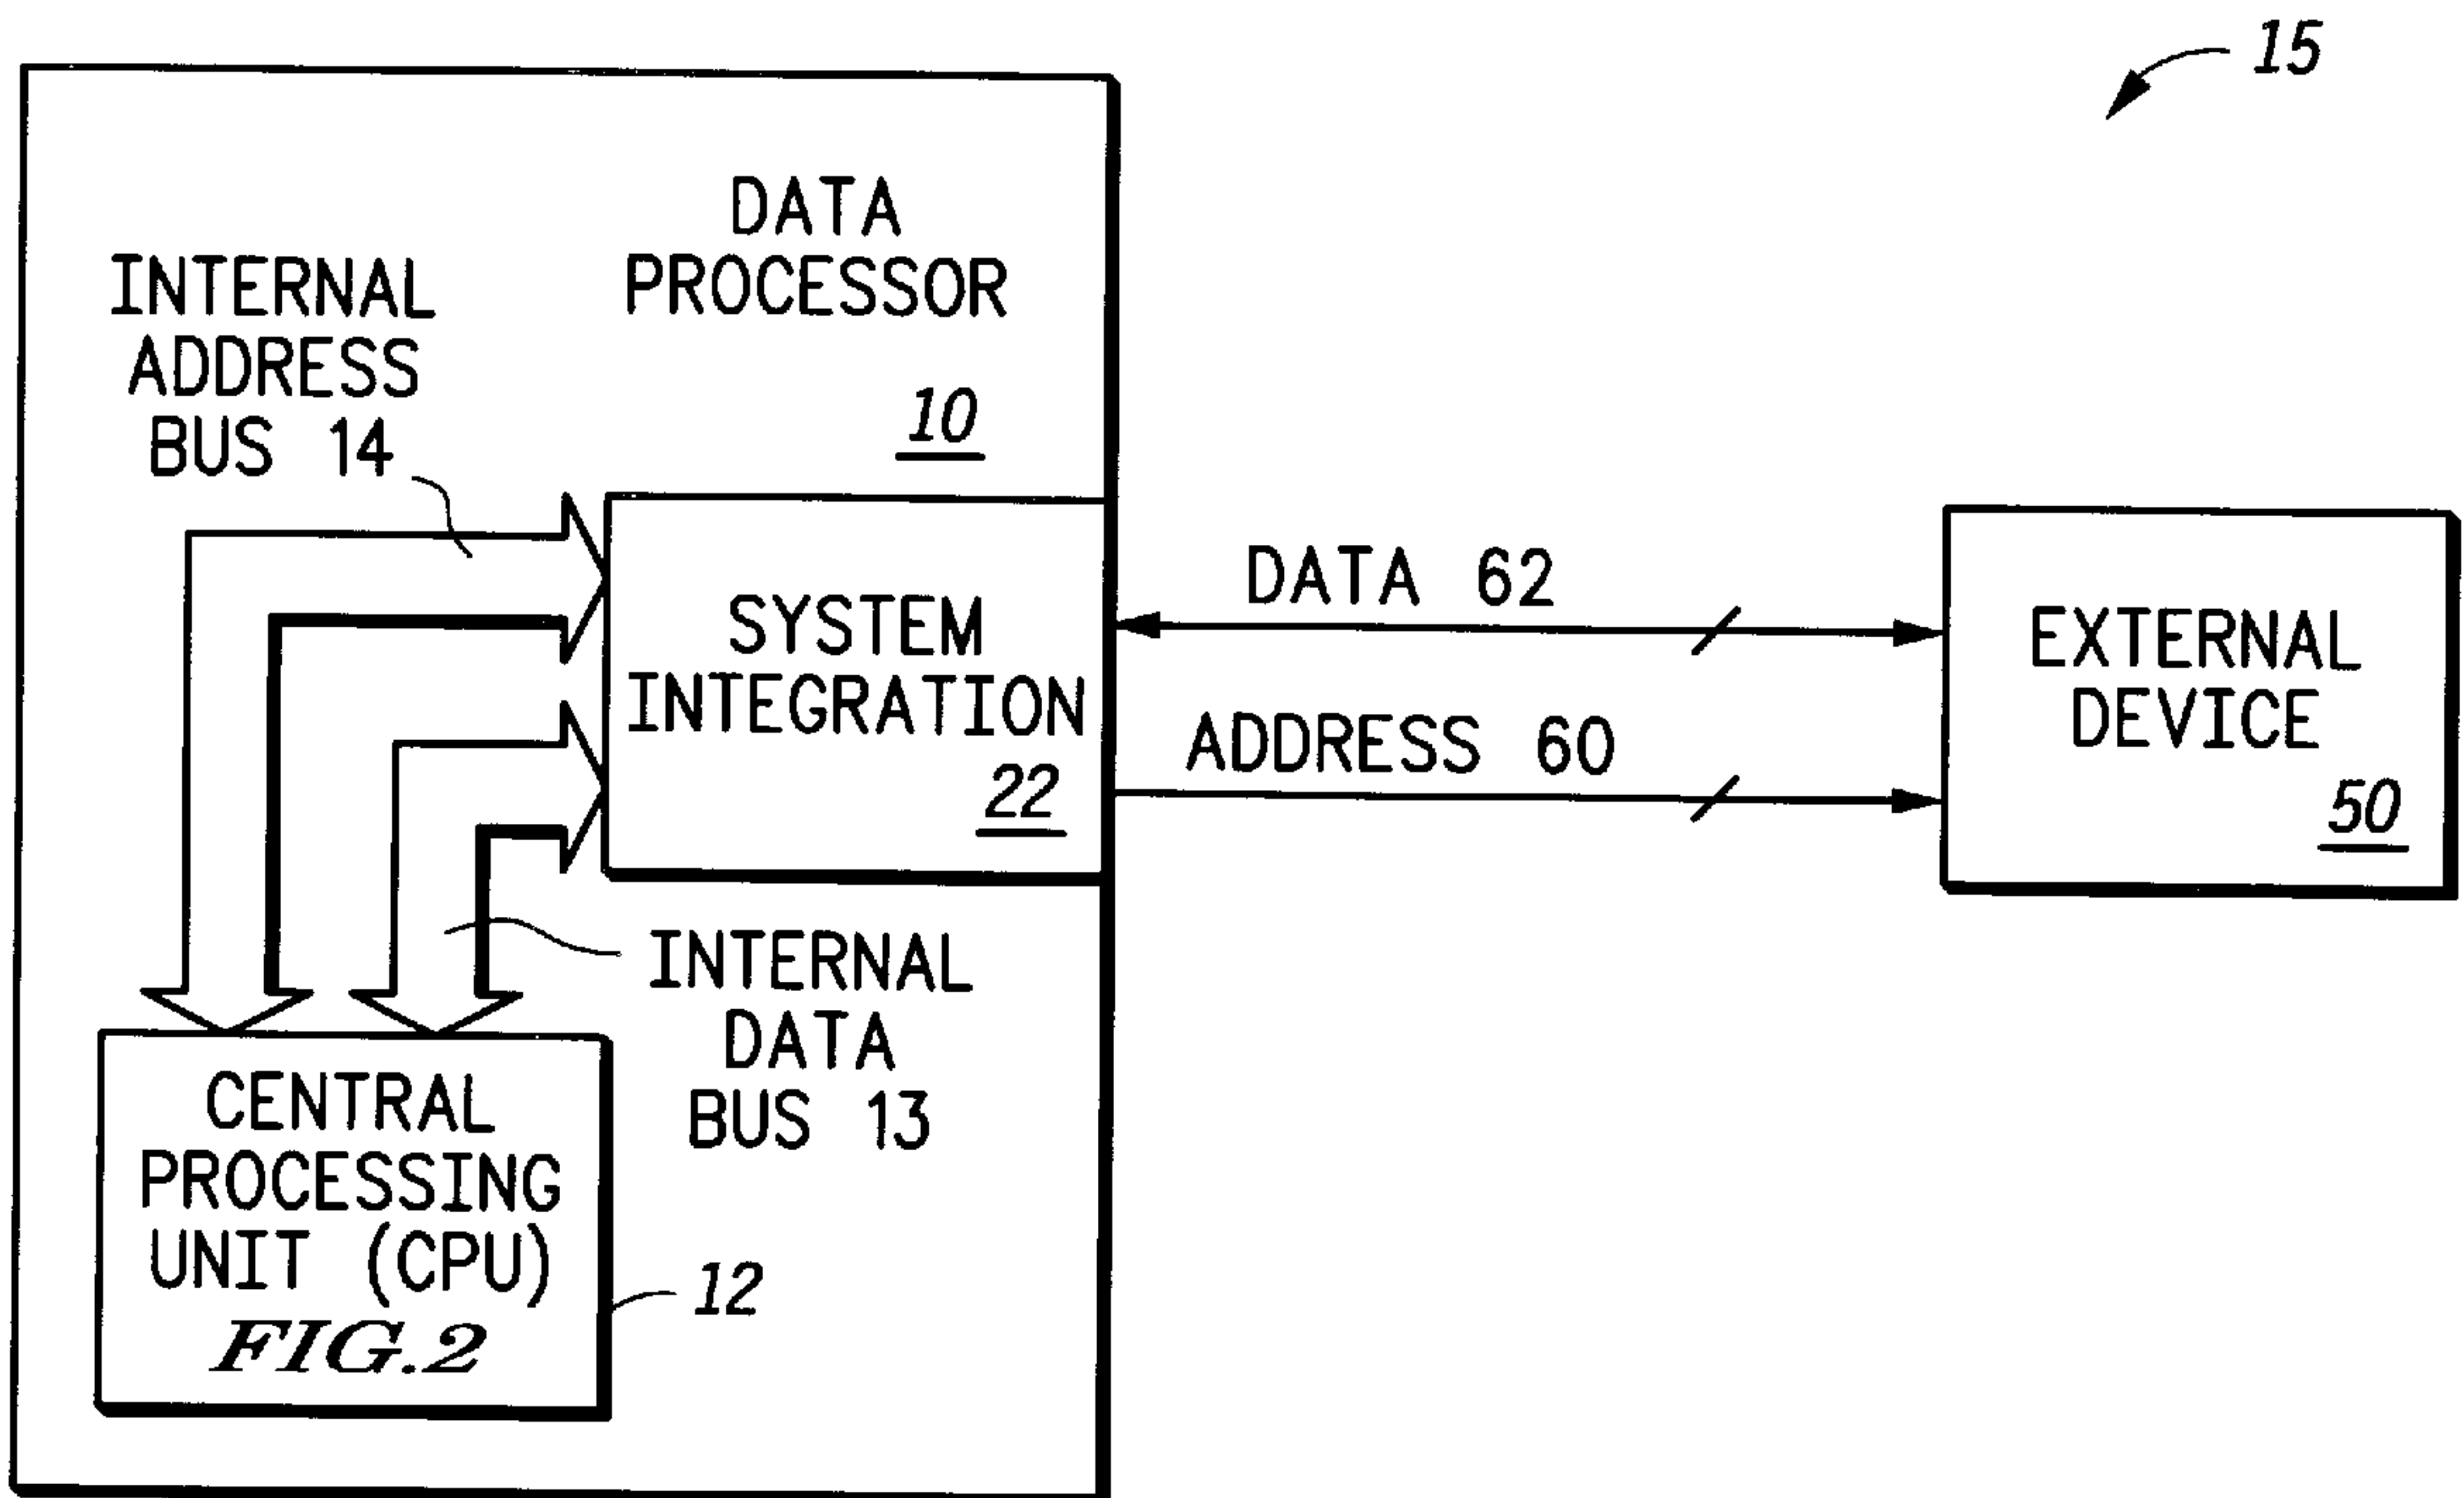 15
DATA
PROCESSOR
10
INTERNAL
ADDRESS
BUS 14
SYSTEM
INTEGRATION
22
DATA 62
ADDRESS 60
EXTERNAL
DEVICE
50
INTERNAL
DATA
BUS 13
CENTRAL
PROCESSING
UNIT (CPU)
FIG.2
12